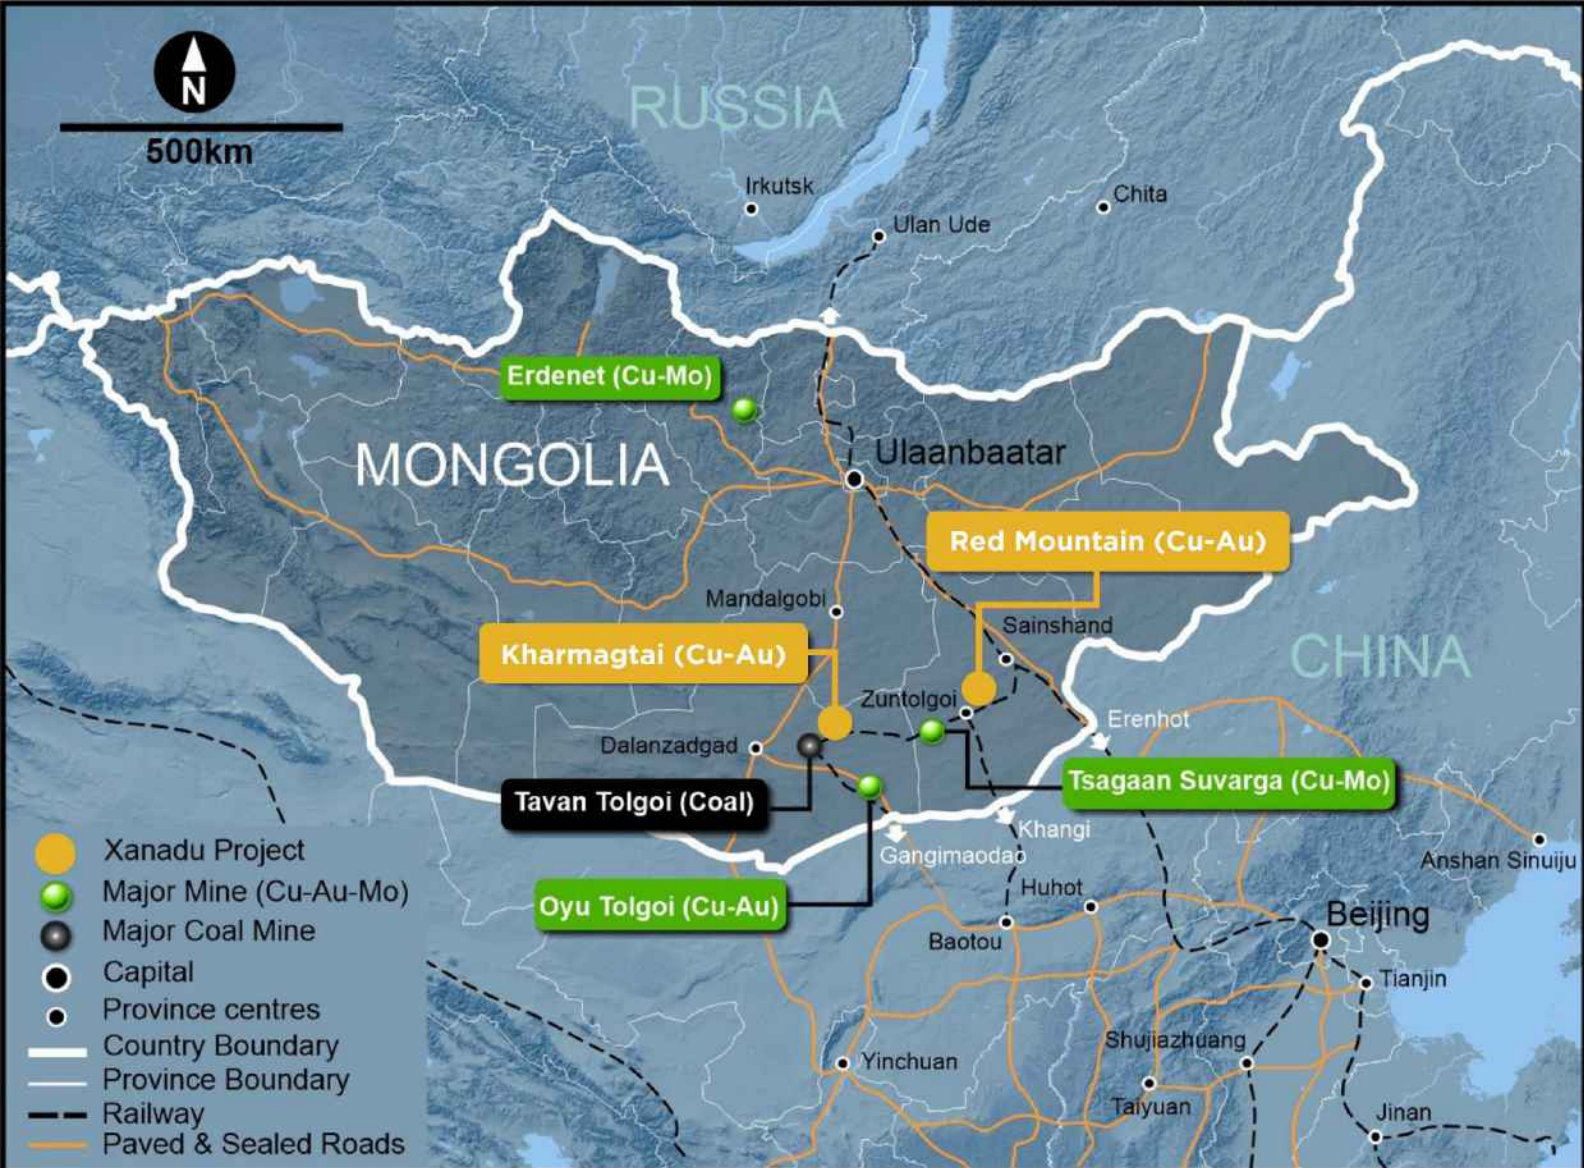 N
500km
RUSSIA
Irkutsk
Chita
Ulan Ude
Erdenet (Cu-Mo)
MONGOLIA
Ulaanbaatar
Red Mountain (Cu-Au)
Mandalgobi
Sainshand
Kharmagtai (Cu-Au)
CHINA
Zuntolgoi
Erenhot
Dalanzadgad
Tsagaan Suvarga (Cu-Mo)
Tavan Tolgoi (Coal)
Khangi
Gangimaodao
Anshan Sinuiju
Huhot
Oyu Tolgoi (Cu-Au)
Beijing
Baotou
Tianjin
Shujiazhuang
Yinchuan
Taiyuan
Jinan
Xanadu Project
Major Mine (Cu-Au-Mo)
Major Coal Mine
Capital
Province centres
Country Boundary
Province Boundary
Railway
Paved & Sealed Roads